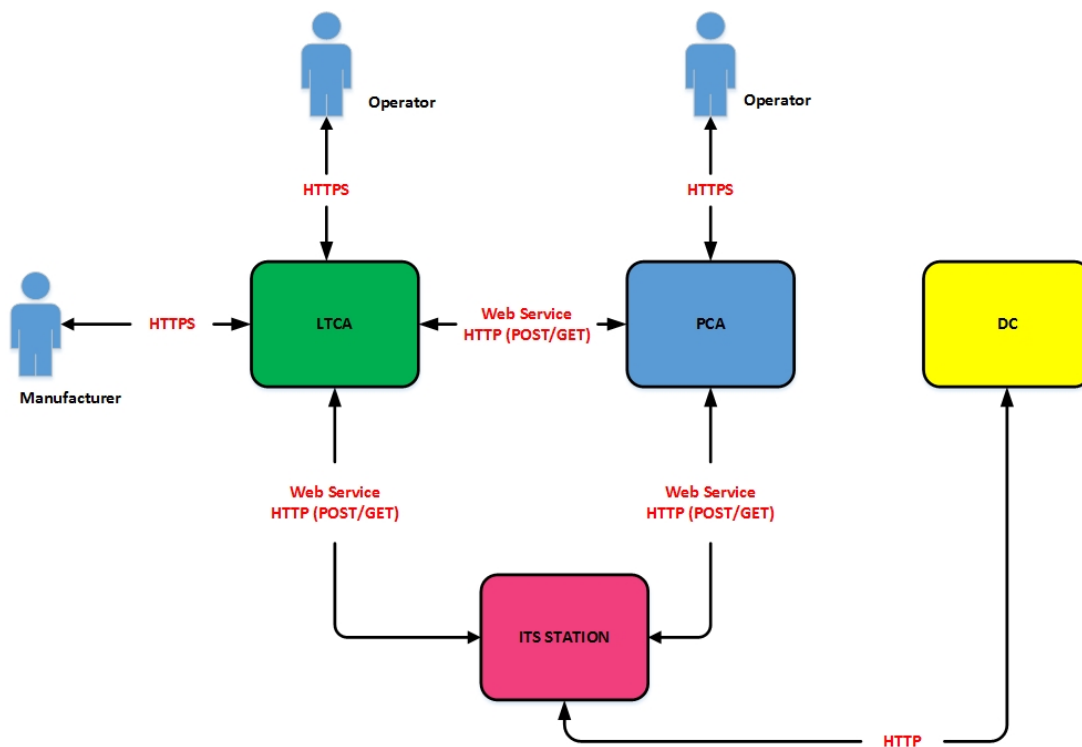 Operator
Operator
HTTPS
HTTPS
LTCA
Web Service
HTTP (POST/GET)
PCA
DC
HTTPS
Manufacturer
Web Service
HTTP (POST/GET)
Web Service
HTTP (POST/GET)
ITS STATION
HTTP